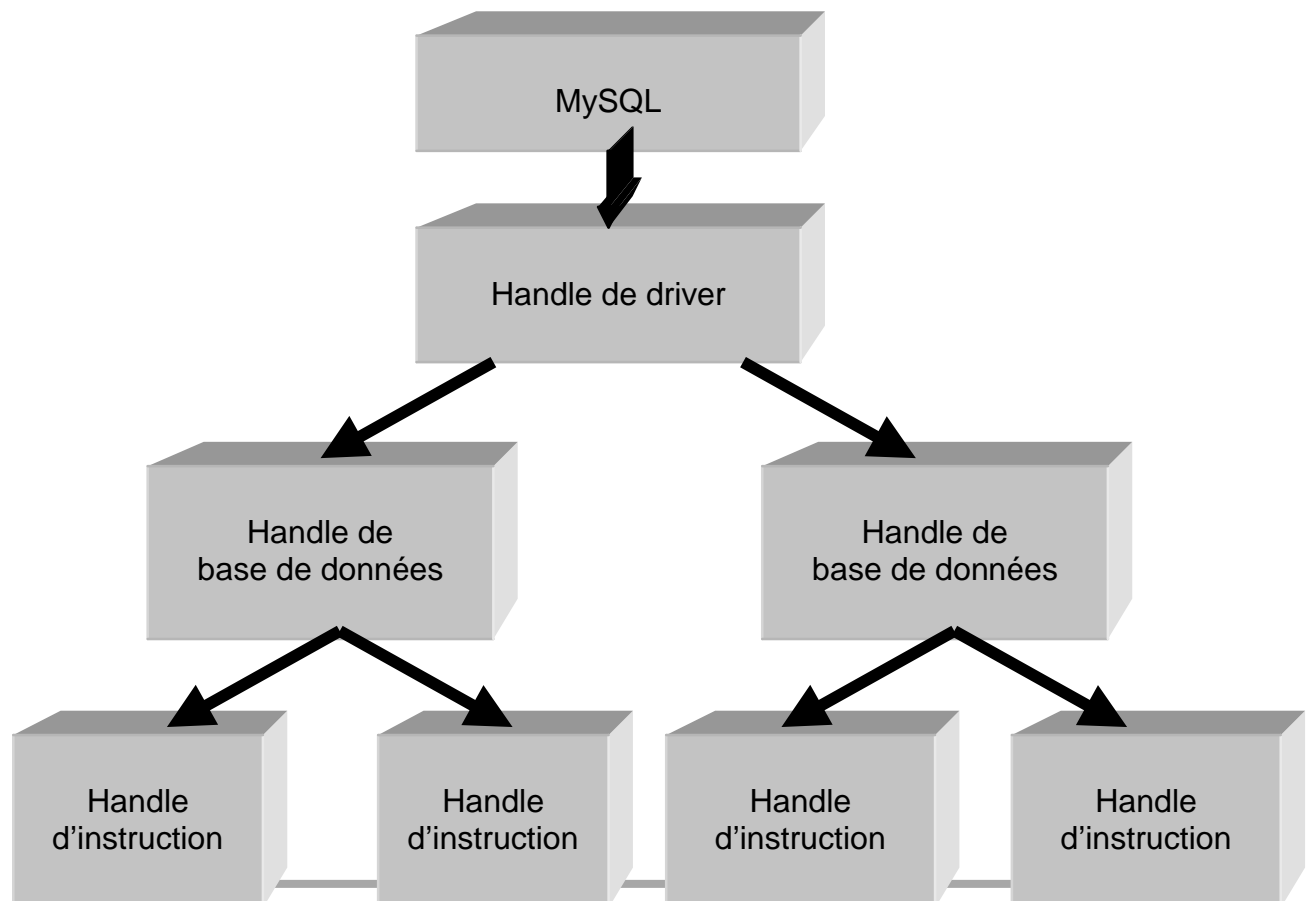 MySQL
Handle de driver
Handle de
base de données
Handle de
base de données
Handle
d’instruction
Handle
d’instruction
Handle
d’instruction
Handle
d’instruction